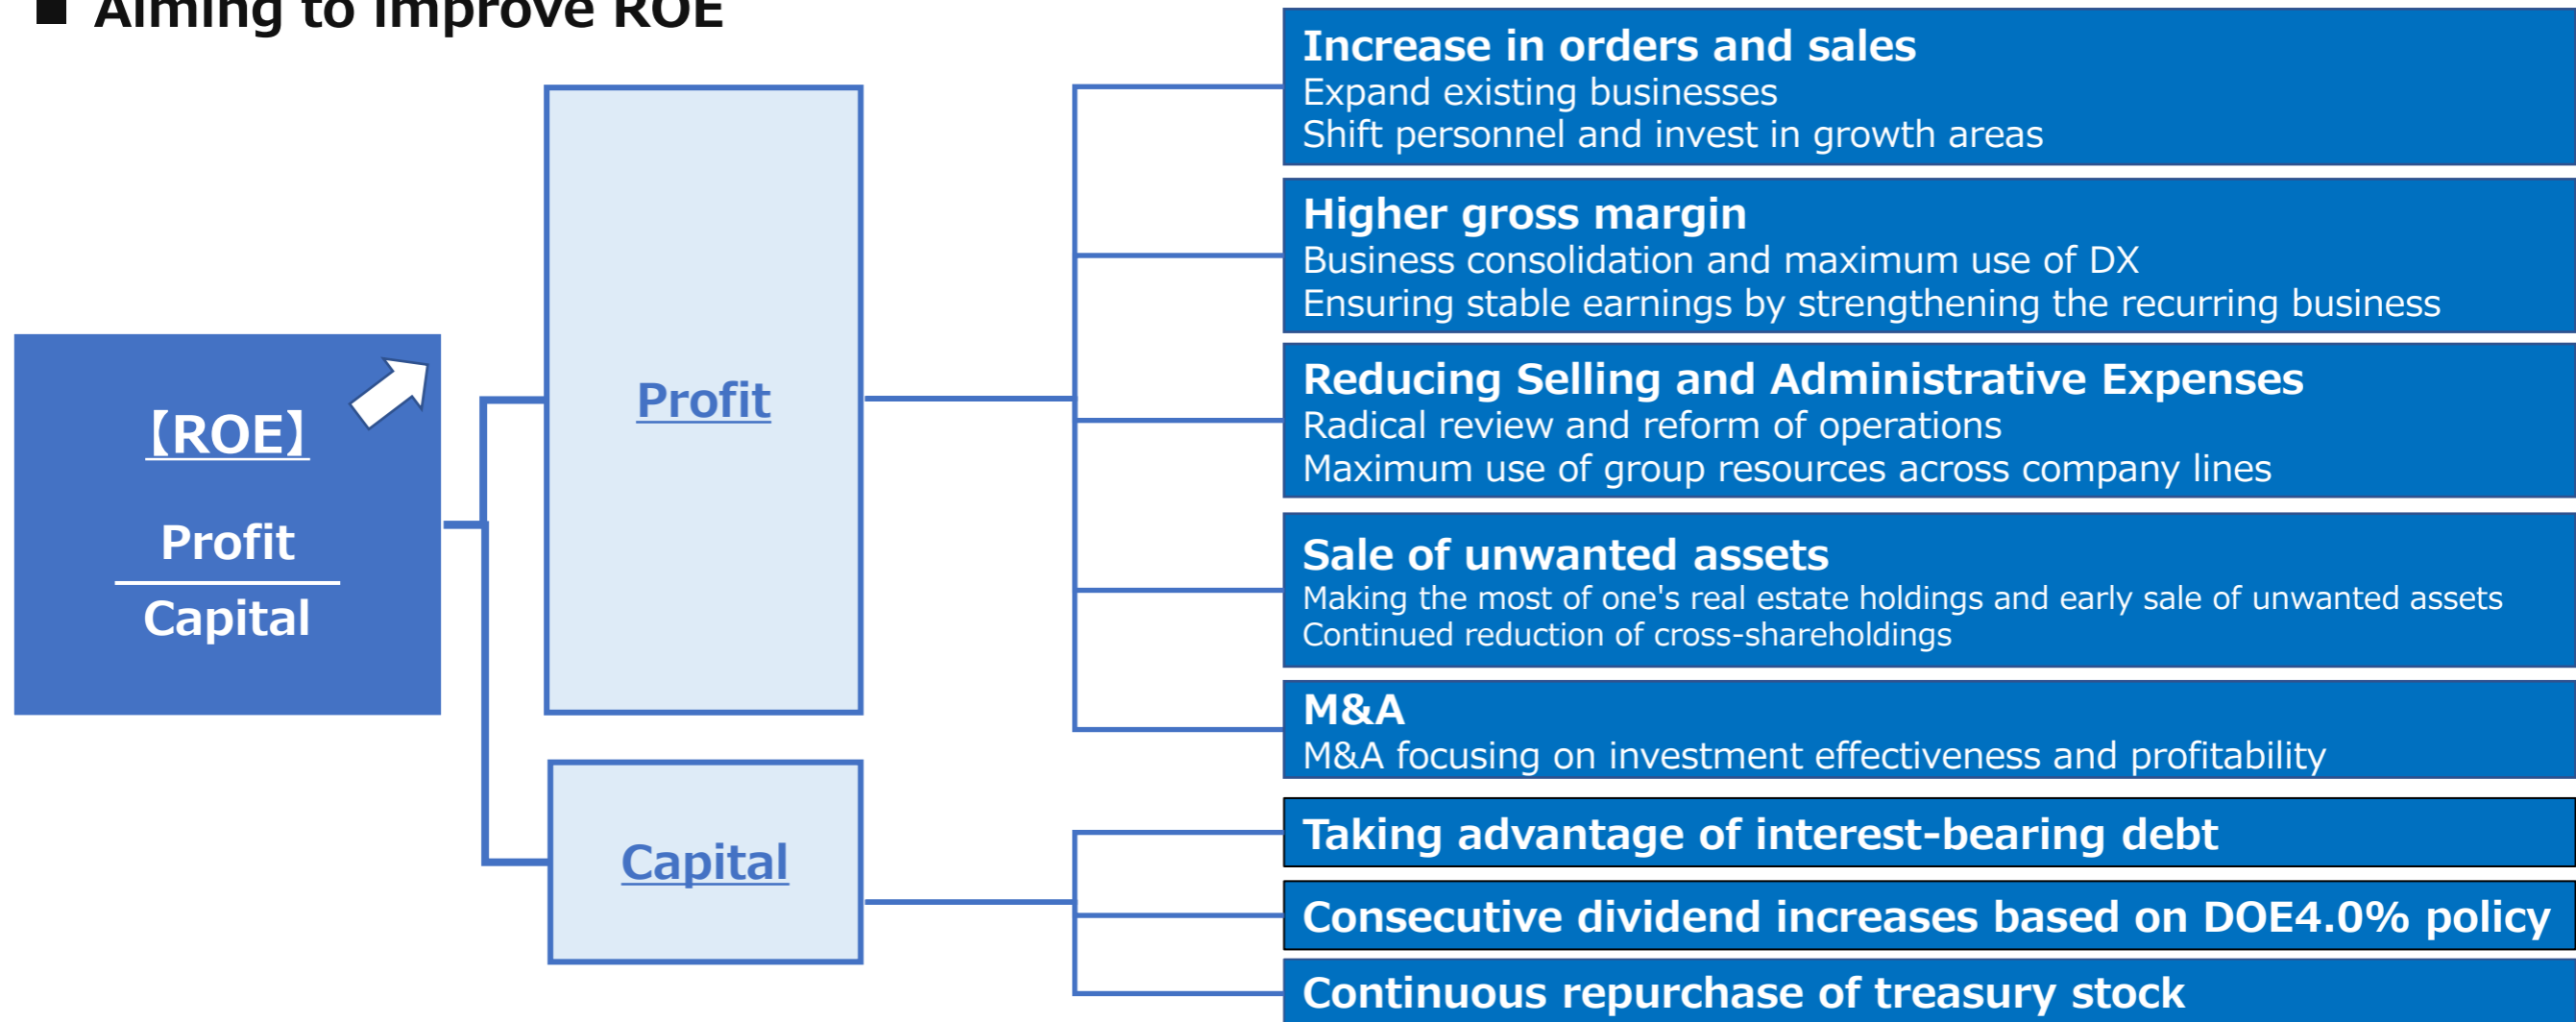 ■ Aiming to improve ROE
【ROE】
Profit
Capital
Profit
Capital
Increase in orders and sales
Expand existing businesses
Shift personnel and invest in growth areas
Higher gross margin
Business consolidation and maximum use of DX
Ensuring stable earnings by strengthening the recurring business
Reducing Selling and Administrative Expenses
Radical review and reform of operations
Maximum use of group resources across company lines
Sale of unwanted assets
Making the most of one's real estate holdings and early sale of unwanted assets
Continued reduction of cross-shareholdings
M&A
M&A focusing on investment effectiveness and profitability
Taking advantage of interest-bearing debt
Consecutive dividend increases based on DOE4.0% policy
Continuous repurchase of treasury stock